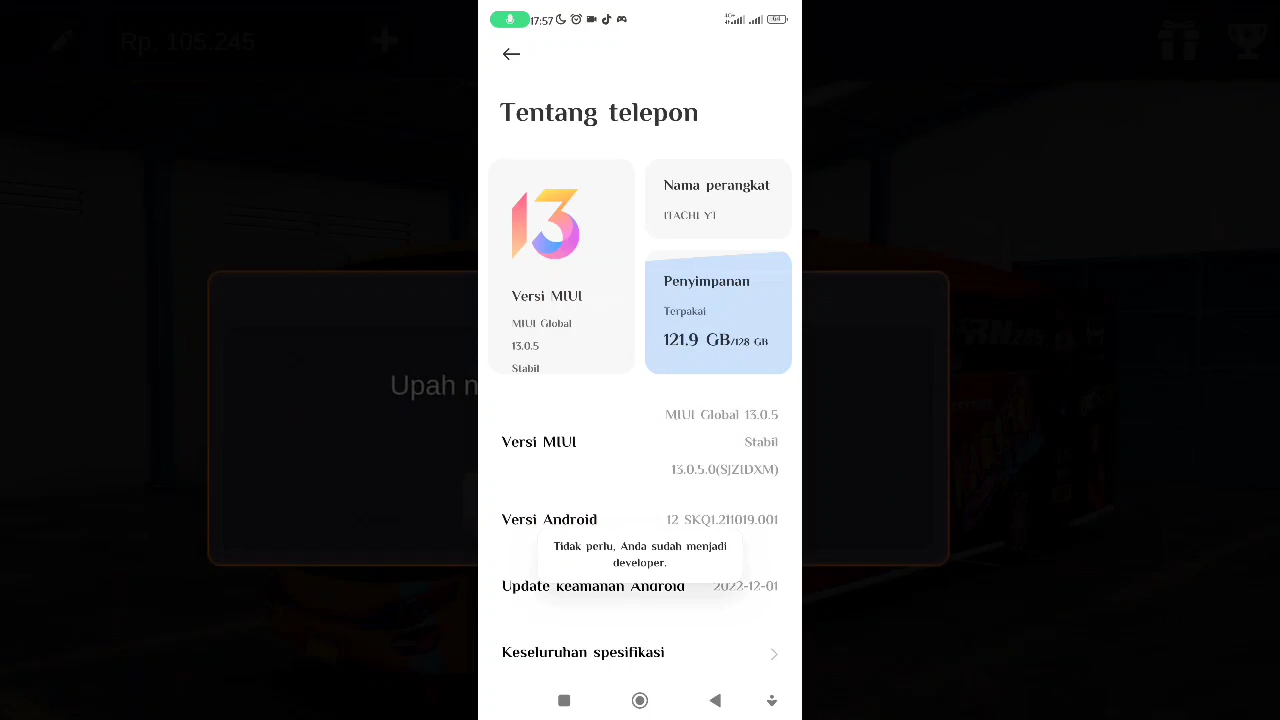 Rp. 105.245
17:57
4G+
64
Tentang telepon
13
Versi MIUI
MIUI Global
13.0.5
Stabil
Nama perangkat
ITACHI YT
Penyimpanan
Terpakai
121.9 GB/128 GB
Upah
Versi MIUI
MIUI Global 13.0.5
Stabil
13.0.5.0(SJZIDXM)
Versi Android
12 SKQ1.211019.001
Tidak perlu, Anda sudah menjadi
developer.
Update keamanan Android
2022-12-01
Keseluruhan spesifikasi